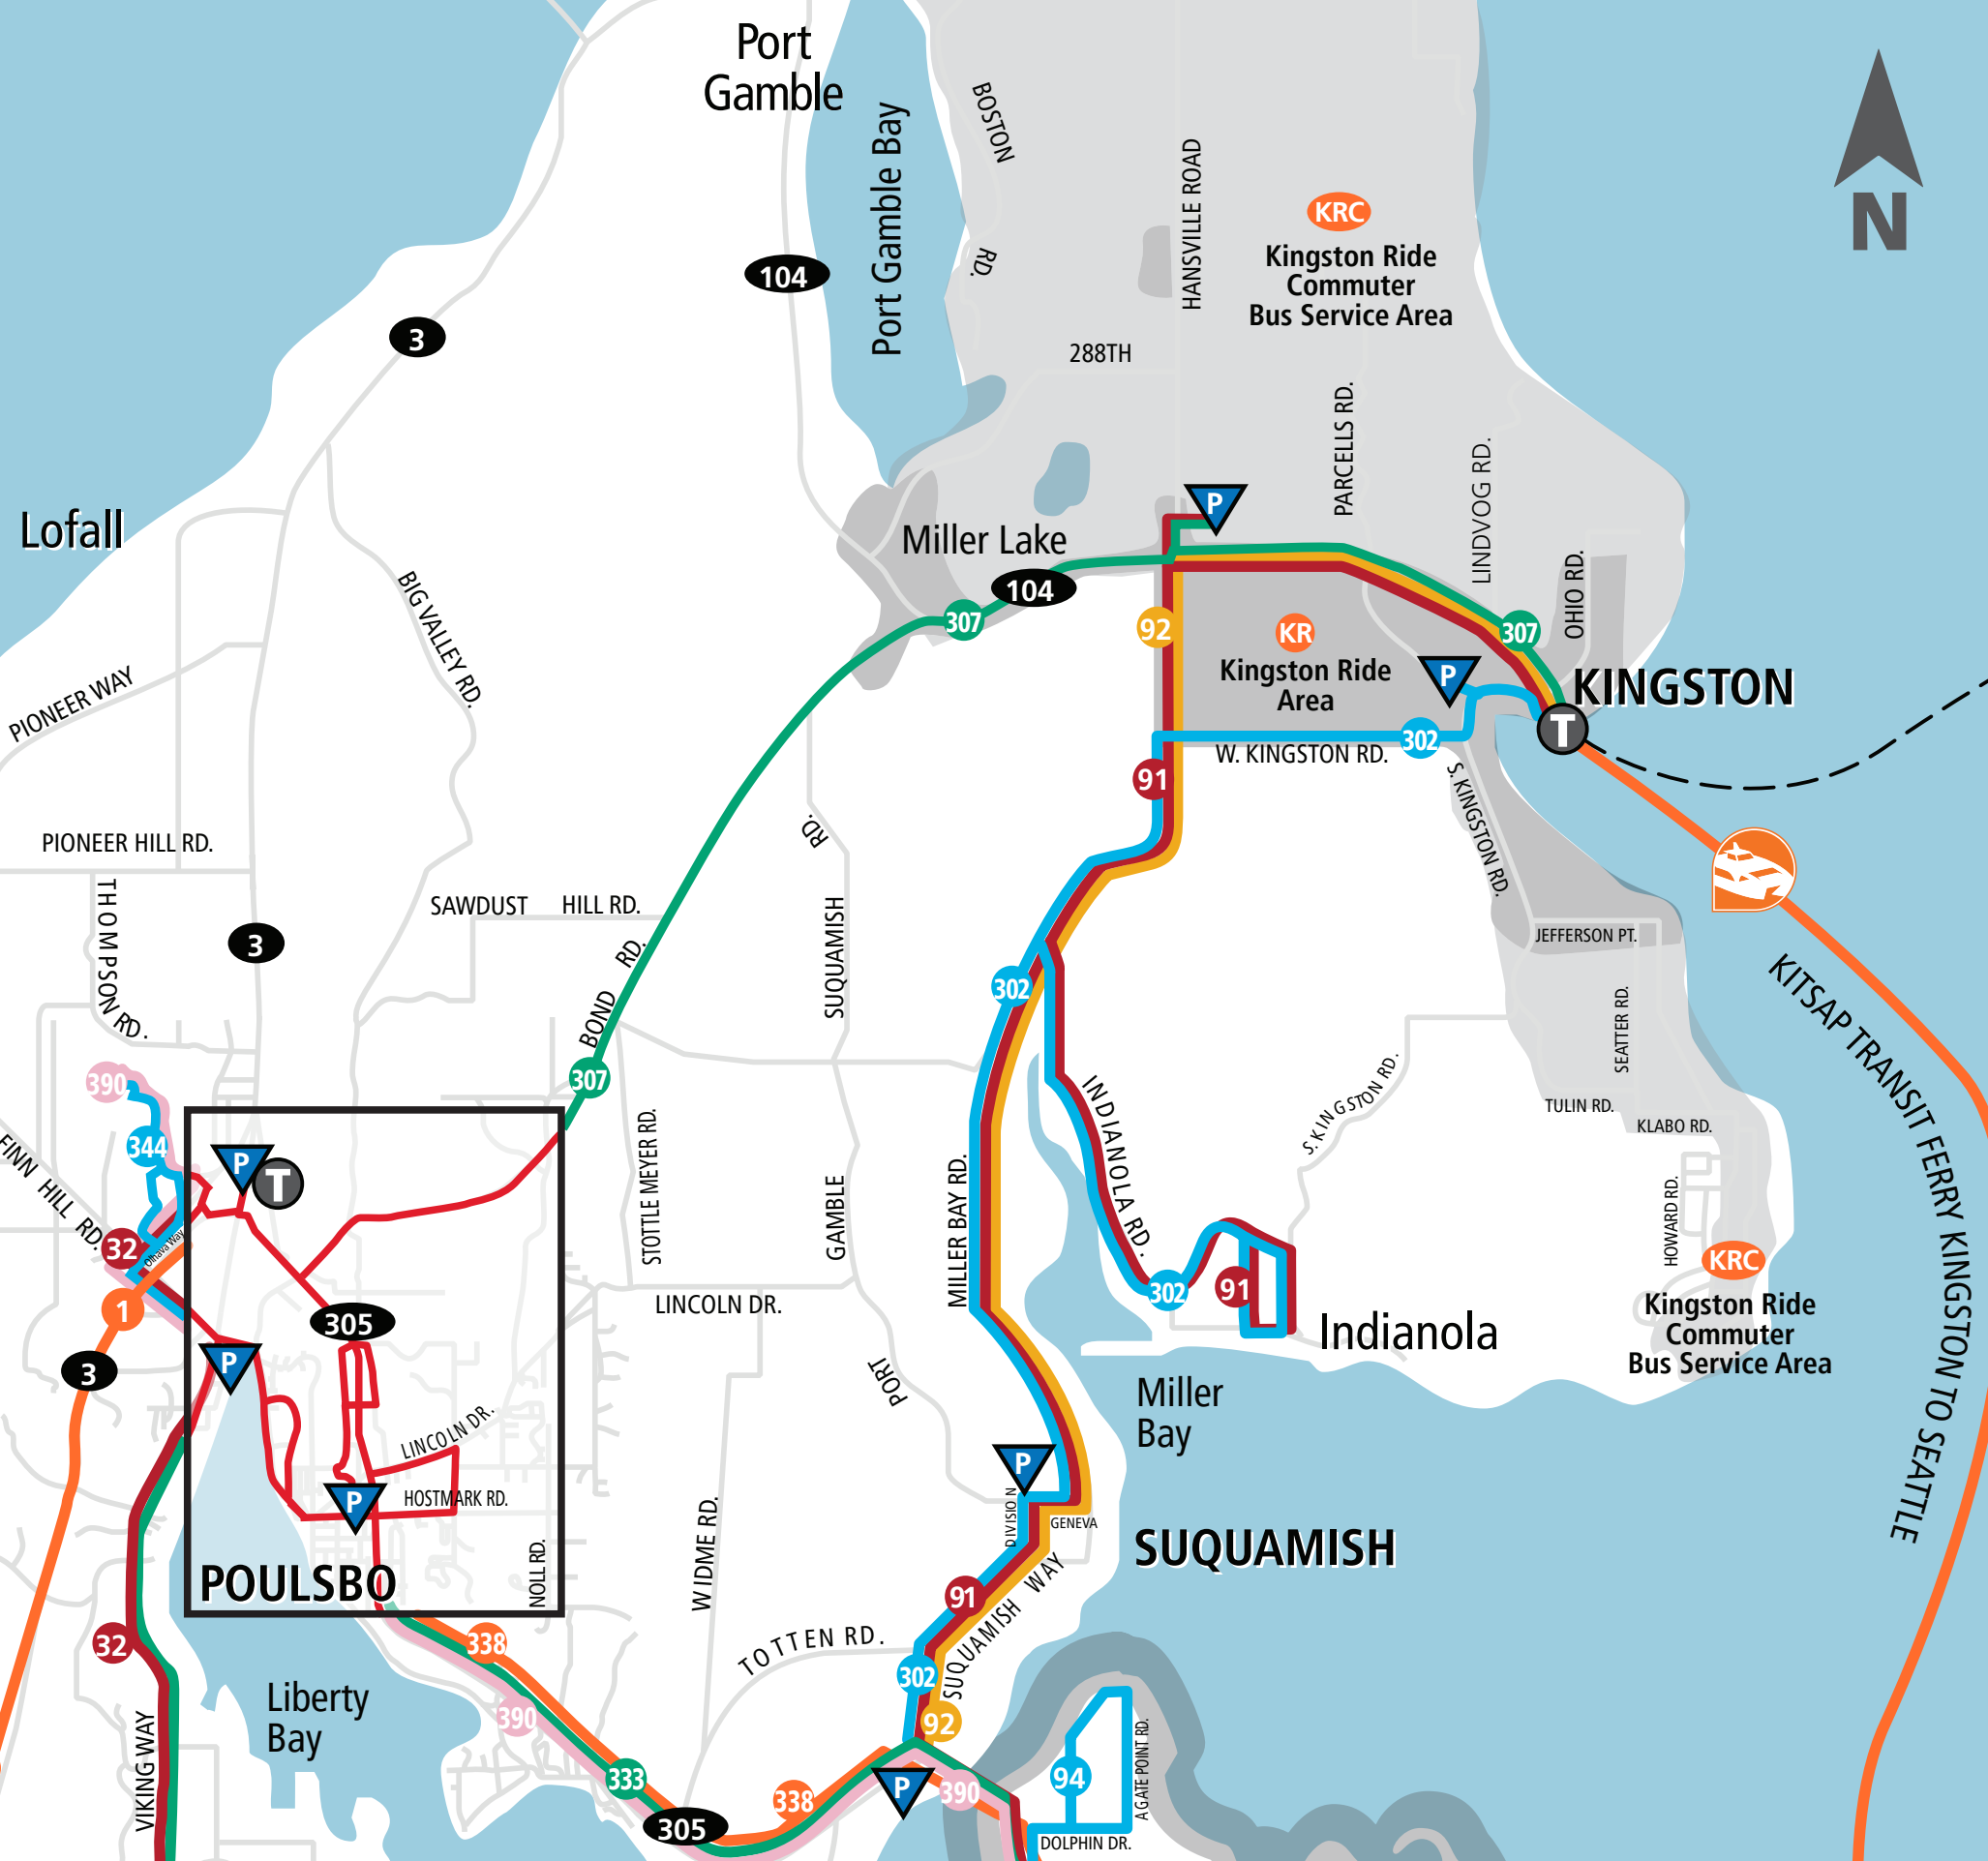 Port
Gamble
Port Gamble Bay
BOSTON
RD.
HANSVILLE ROAD
KRC
Kingston Ride
Commuter
Bus Service Area
N
104
3
288TH
PARCELLS RD.
LINDVOG RD.
Lofall
P
Miller Lake
104
BIG VALLEY RD.
307
92
KR
Kingston Ride
Area
307
OHIO RD.
P
KINGSTON
T
PIONEER WAY
302
W. KINGSTON RD.
91
S. KINGSTON RD.
RD.
PIONEER HILL RD.
THOMPSON RD.
SAWDUST HILL RD.
3
BOND RD.
SUQUAMISH
302
JEFFERSON PT.
KITSAP TRANSIT FERRY KINGSTON TO SEATTLE
SEATTER RD.
390
307
INDIANOLA RD.
S. KINGSTON RD.
TULIN RD.
KLABO RD.
344
FINN HILL RD.
P
T
STOTTLE MEYER RD.
GAMBLE
MILLER BAY RD.
HOWARD RD.
32
Olhava Way
KRC
1
305
LINCOLN DR.
302
91
Indianola
Kingston Ride
Commuter
Bus Service Area
3
P
PORT
Miller
Bay
LINCOLN DR.
P
P
HOSTMARK RD.
DIVISION
GENEVA
SUQUAMISH
WIDME RD.
NOLL RD.
POULSBO
91
SUQUAMISH WAY
32
338
TOTTEN RD.
302
Liberty
Bay
390
92
VIKING WAY
333
338
P
390
94
AGATE POINT RD.
305
DOLPHIN DR.